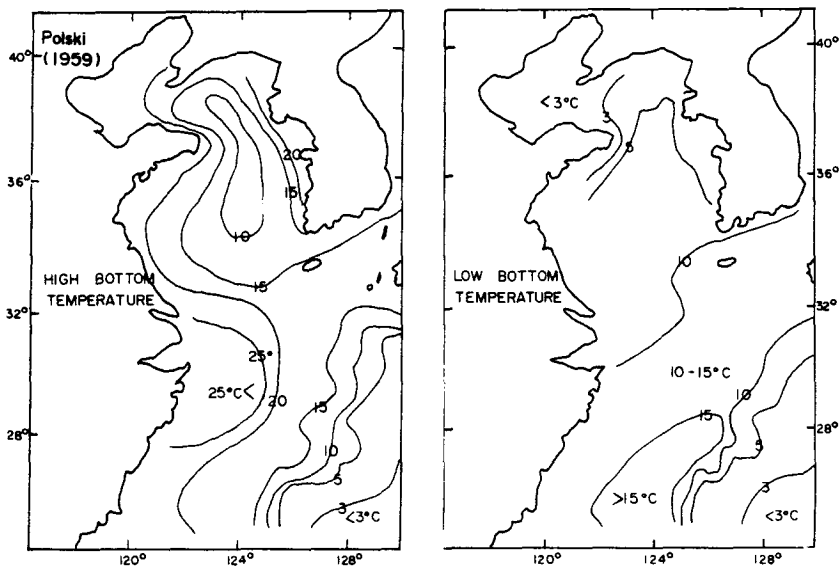 Polski
(1959)
40°
36°
32°
28°
120°
124°
128°
HIGH BOTTOM
TEMPERATURE
20
15
10
15
25°
25°C<
20
15
10
5
3
<3°C
40°
36°
32°
28°
120°
124°
128°
LOW BOTTOM
TEMPERATURE
<3°C
3
10
10-15°C
10
15
5
>15°C
3
<3°C